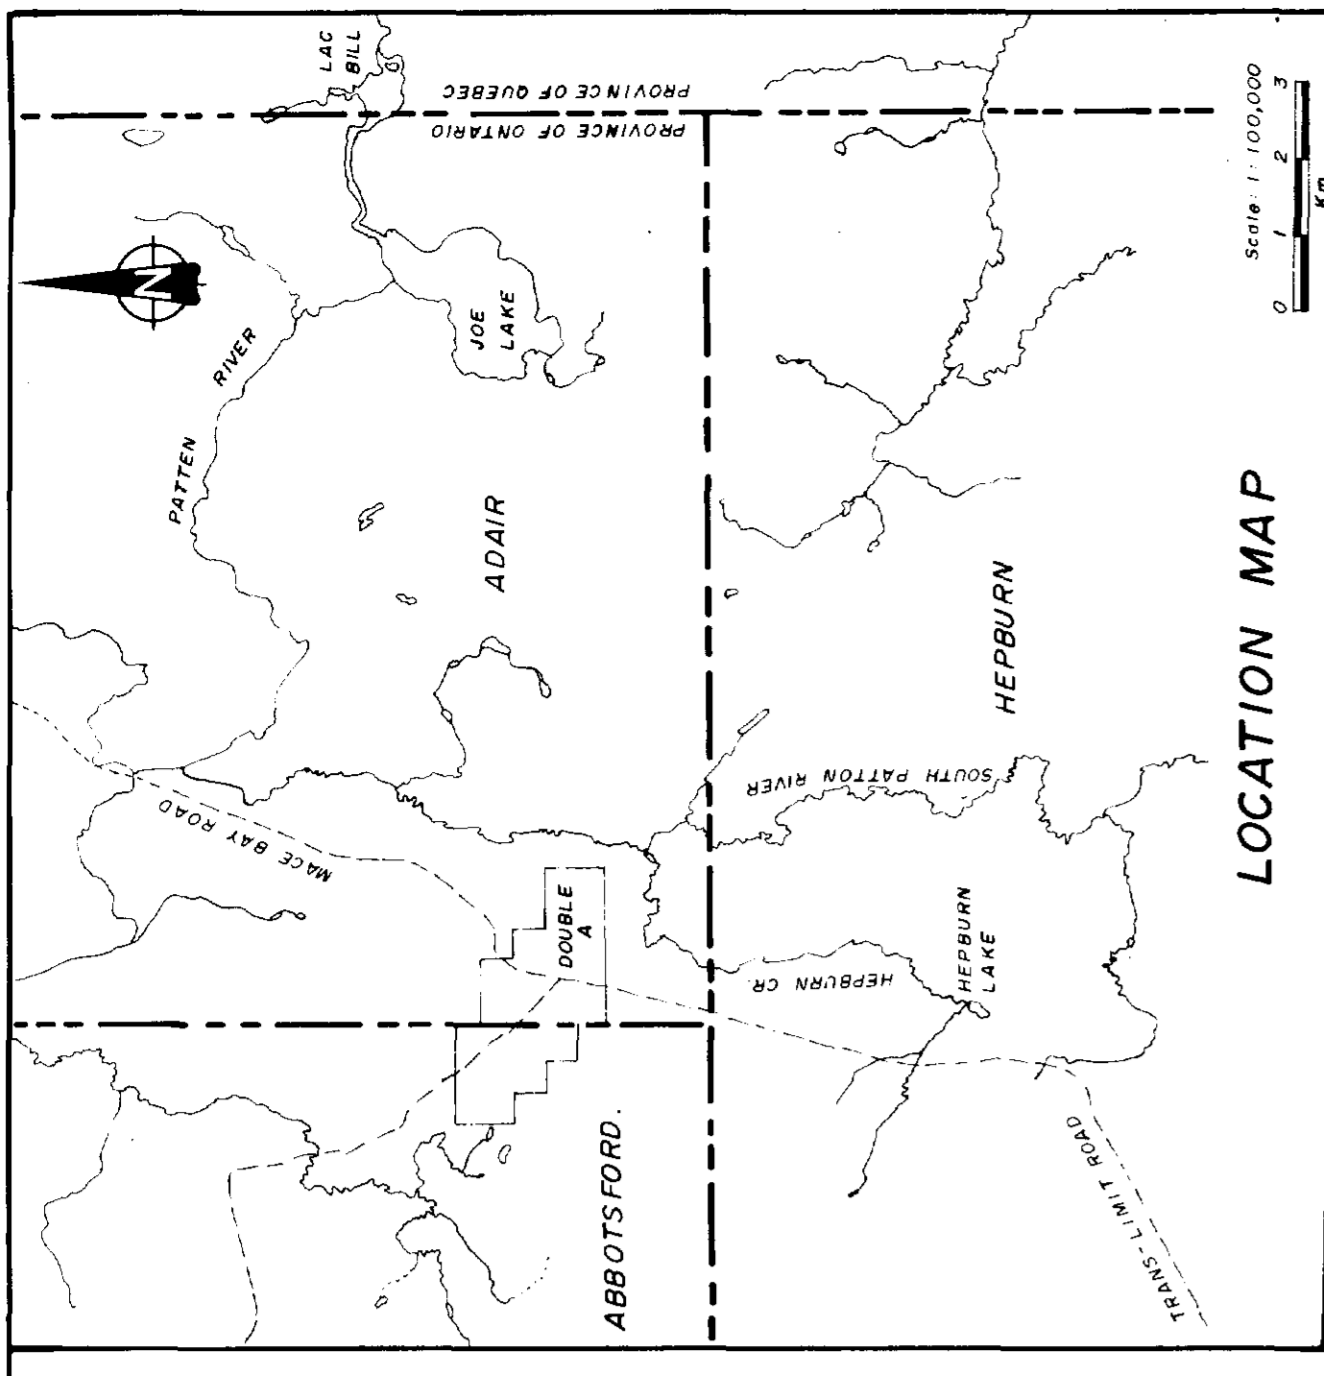 LAC
BILL
PROVINCE OF QUEBEC
PROVINCE OF ONTARIO
N
PATTEN RIVER
JOE
LAKE
ADAIR
MACE BAY ROAD
DOUBLE
A
ABBOTSFORD.
SOUTH PATTON RIVER
HEPBURN
HEPBURN CR.
HEPBURN
LAKE
TRANS-LIMIT ROAD
LOCATION MAP
Scale: 1:100,000
0 1 2 3
Km